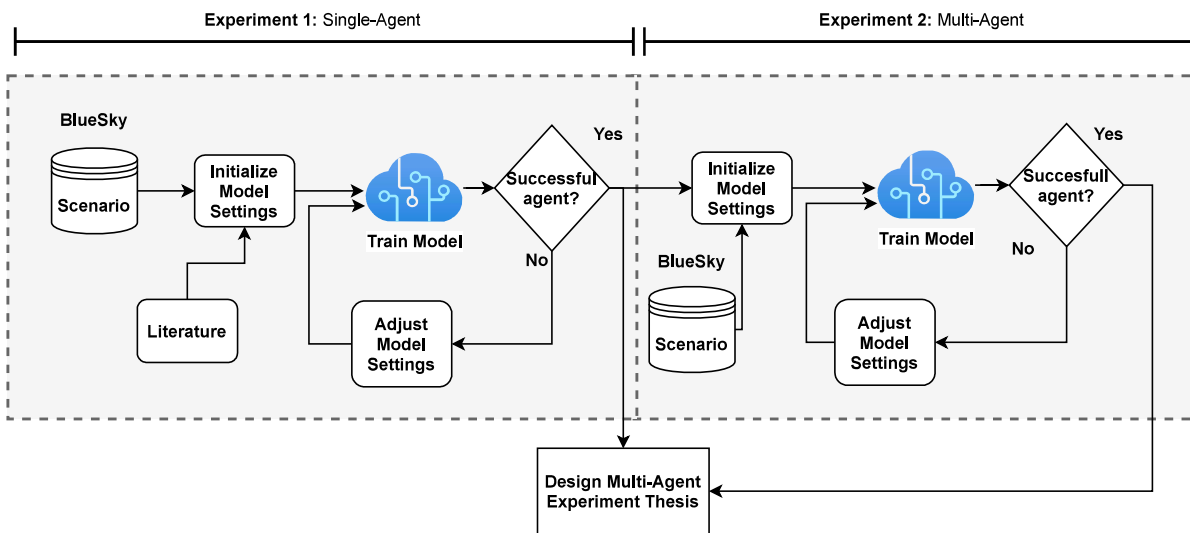 Experiment 1: Single-Agent
Experiment 2: Multi-Agent
BlueSky
Scenario
Initialize
Model
Settings
Literature
Train Model
Successfull
agent?
Yes
No
Adjust
Model
Settings
Initialize
Model
Settings
BlueSky
Scenario
Train Model
Succesfull
agent?
Yes
No
Adjust
Model
Settings
Design Multi-Agent
Experiment Thesis